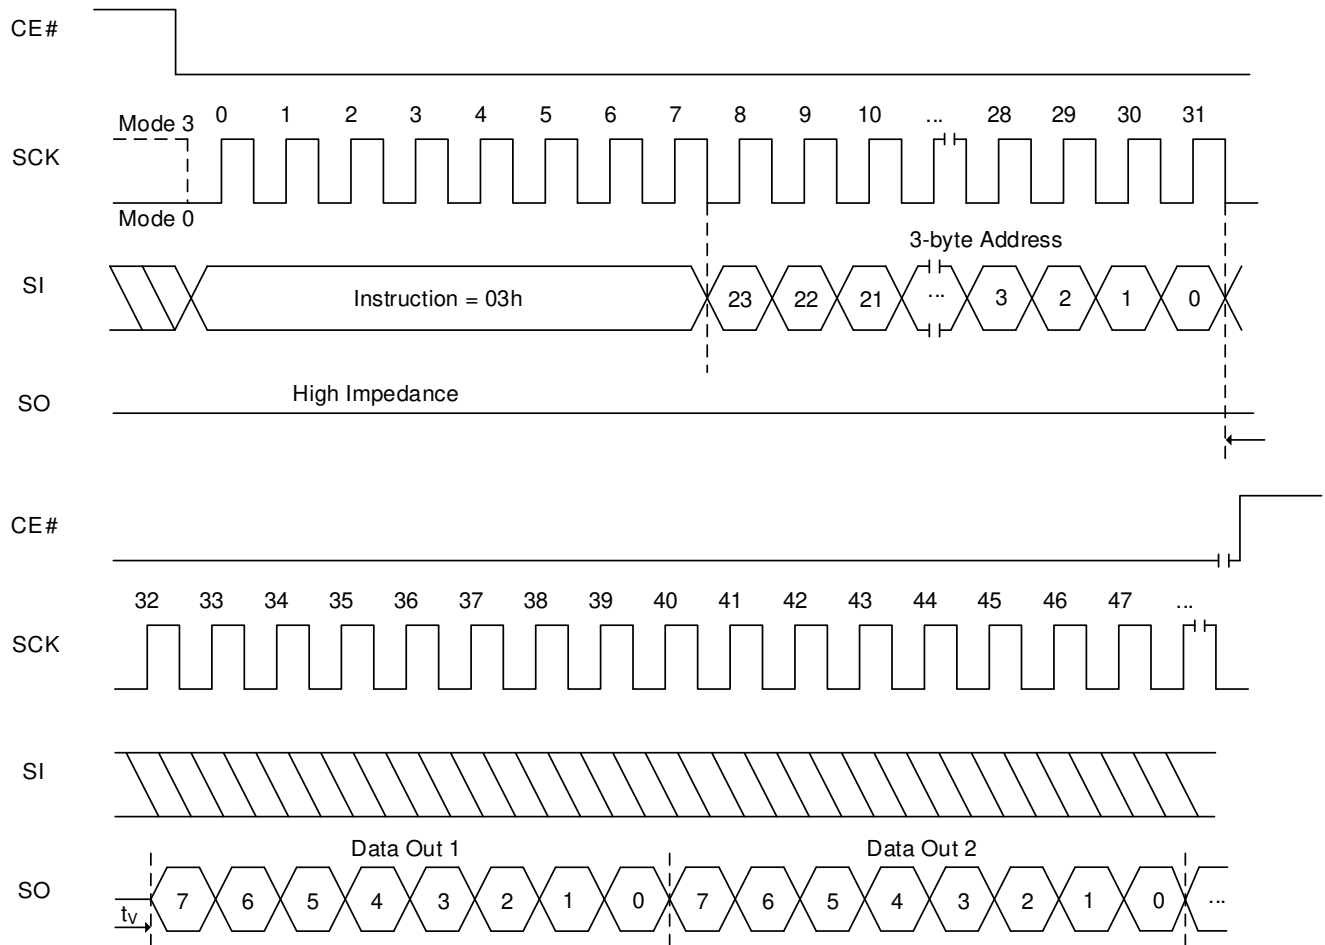 CE#
0 1 2 3 4 5 6 7 8 9 10 ... 28 29 30 31
Mode 3
SCK
Mode 0
3-byte Address
SI
Instruction = 03h 23 22 21 ... 3 2 1 0
High Impedance
SO
CE#
32 33 34 35 36 37 38 39 40 41 42 43 44 45 46 47 ...
SCK
SI
Data Out 1 Data Out 2
SO 7 6 5 4 3 2 1 0 7 6 5 4 3 2 1 0 ...
tV